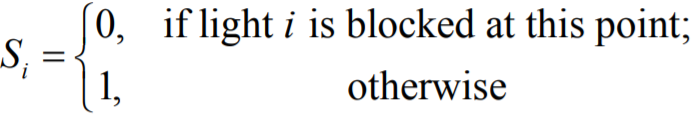 S_i = { 0, if light i is blocked at this point;
1, otherwise